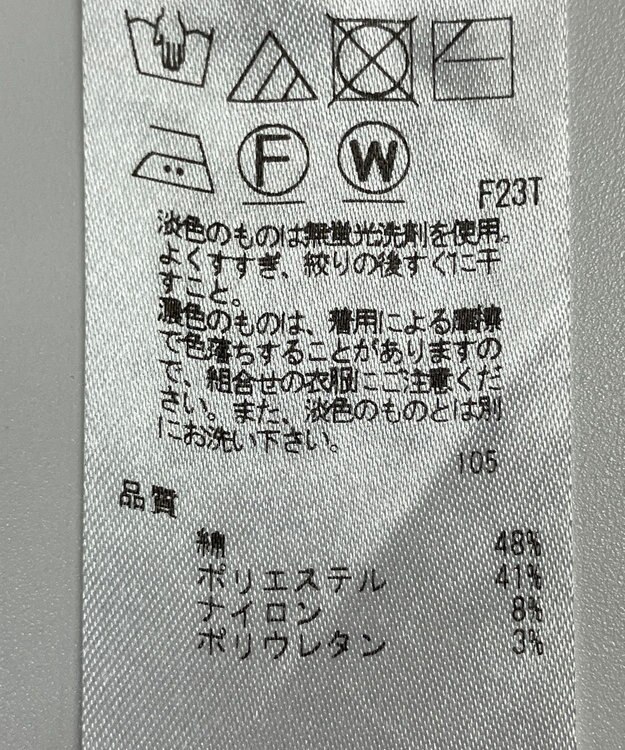 F
W
F23T
淡色のものは無蛍光洗剤を使用。
よくすすぎ、絞りの後すぐに干
すこと。
濃色のものは、着用による摩擦
で色落ちすることがありますの
で、組合せの衣服にご注意くだ
さい。また、淡色のものとは別
にお洗い下さい。
105
品質
綿 48%
ポリエステル 41%
ナイロン 8%
ポリウレタン 3%